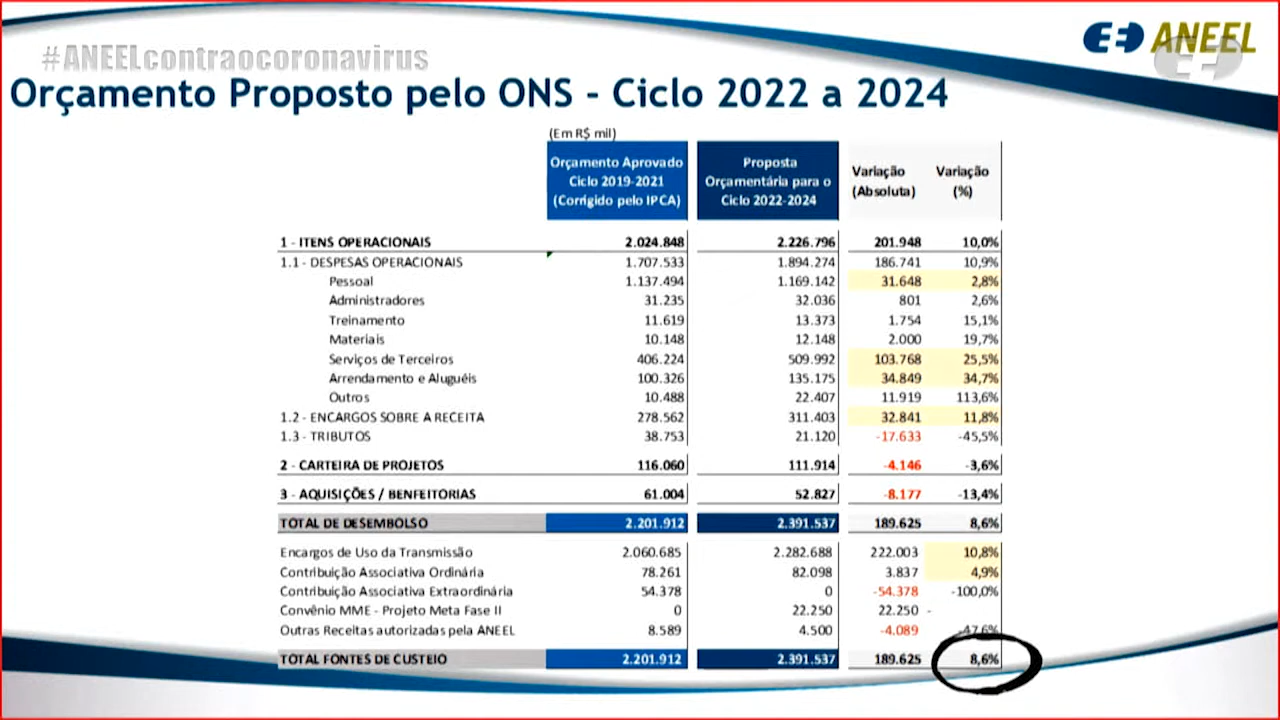 #ANEELcontraocoronavirus
ANEEL
Orçamento Proposto pelo ONS - Ciclo 2022 a 2024
(Em R$ mil)
Orçamento Aprovado Ciclo 2019-2021 (Corrigido pelo IPCA) Proposta Orçamentária para o Ciclo 2022-2024 Variação (Absoluta) Variação (%)
1 - ITENS OPERACIONAIS 2.024.848 2.226.796 201.948 10,0%
1.1 - DESPESAS OPERACIONAIS 1.707.533 1.894.274 186.741 10,9%
Pessoal 1.137.494 1.169.142 31.648 2,8%
Administradores 31.235 32.036 801 2,6%
Treinamento 11.619 13.373 1.754 15,1%
Materiais 10.148 12.148 2.000 19,7%
Serviços de Terceiros 406.224 509.992 103.768 25,5%
Arrendamento e Aluguéis 100.326 135.175 34.849 34,7%
Outros 10.488 22.407 11.919 113,6%
1.2 - ENCARGOS SOBRE A RECEITA 278.562 311.403 32.841 11,8%
1.3 - TRIBUTOS 38.753 21.120 -17.633 -45,5%
2 - CARTEIRA DE PROJETOS 116.060 111.914 -4.146 -3,6%
3 - AQUISIÇÕES / BENFEITORIAS 61.004 52.827 -8.177 -13,4%
TOTAL DE DESEMBOLSO 2.201.912 2.391.537 189.625 8,6%
Encargos de Uso da Transmissão 2.060.685 2.282.688 222.003 10,8%
Contribuição Associativa Ordinária 78.261 82.098 3.837 4,9%
Contribuição Associativa Extraordinária 54.378 0 -54.378 -100,0%
Convênio MME - Projeto Meta Fase II 0 22.250 22.250 -
Outras Receitas autorizadas pela ANEEL 8.589 4.500 -4.089 -47,6%
TOTAL FONTES DE CUSTEIO 2.201.912 2.391.537 189.625 8,6%